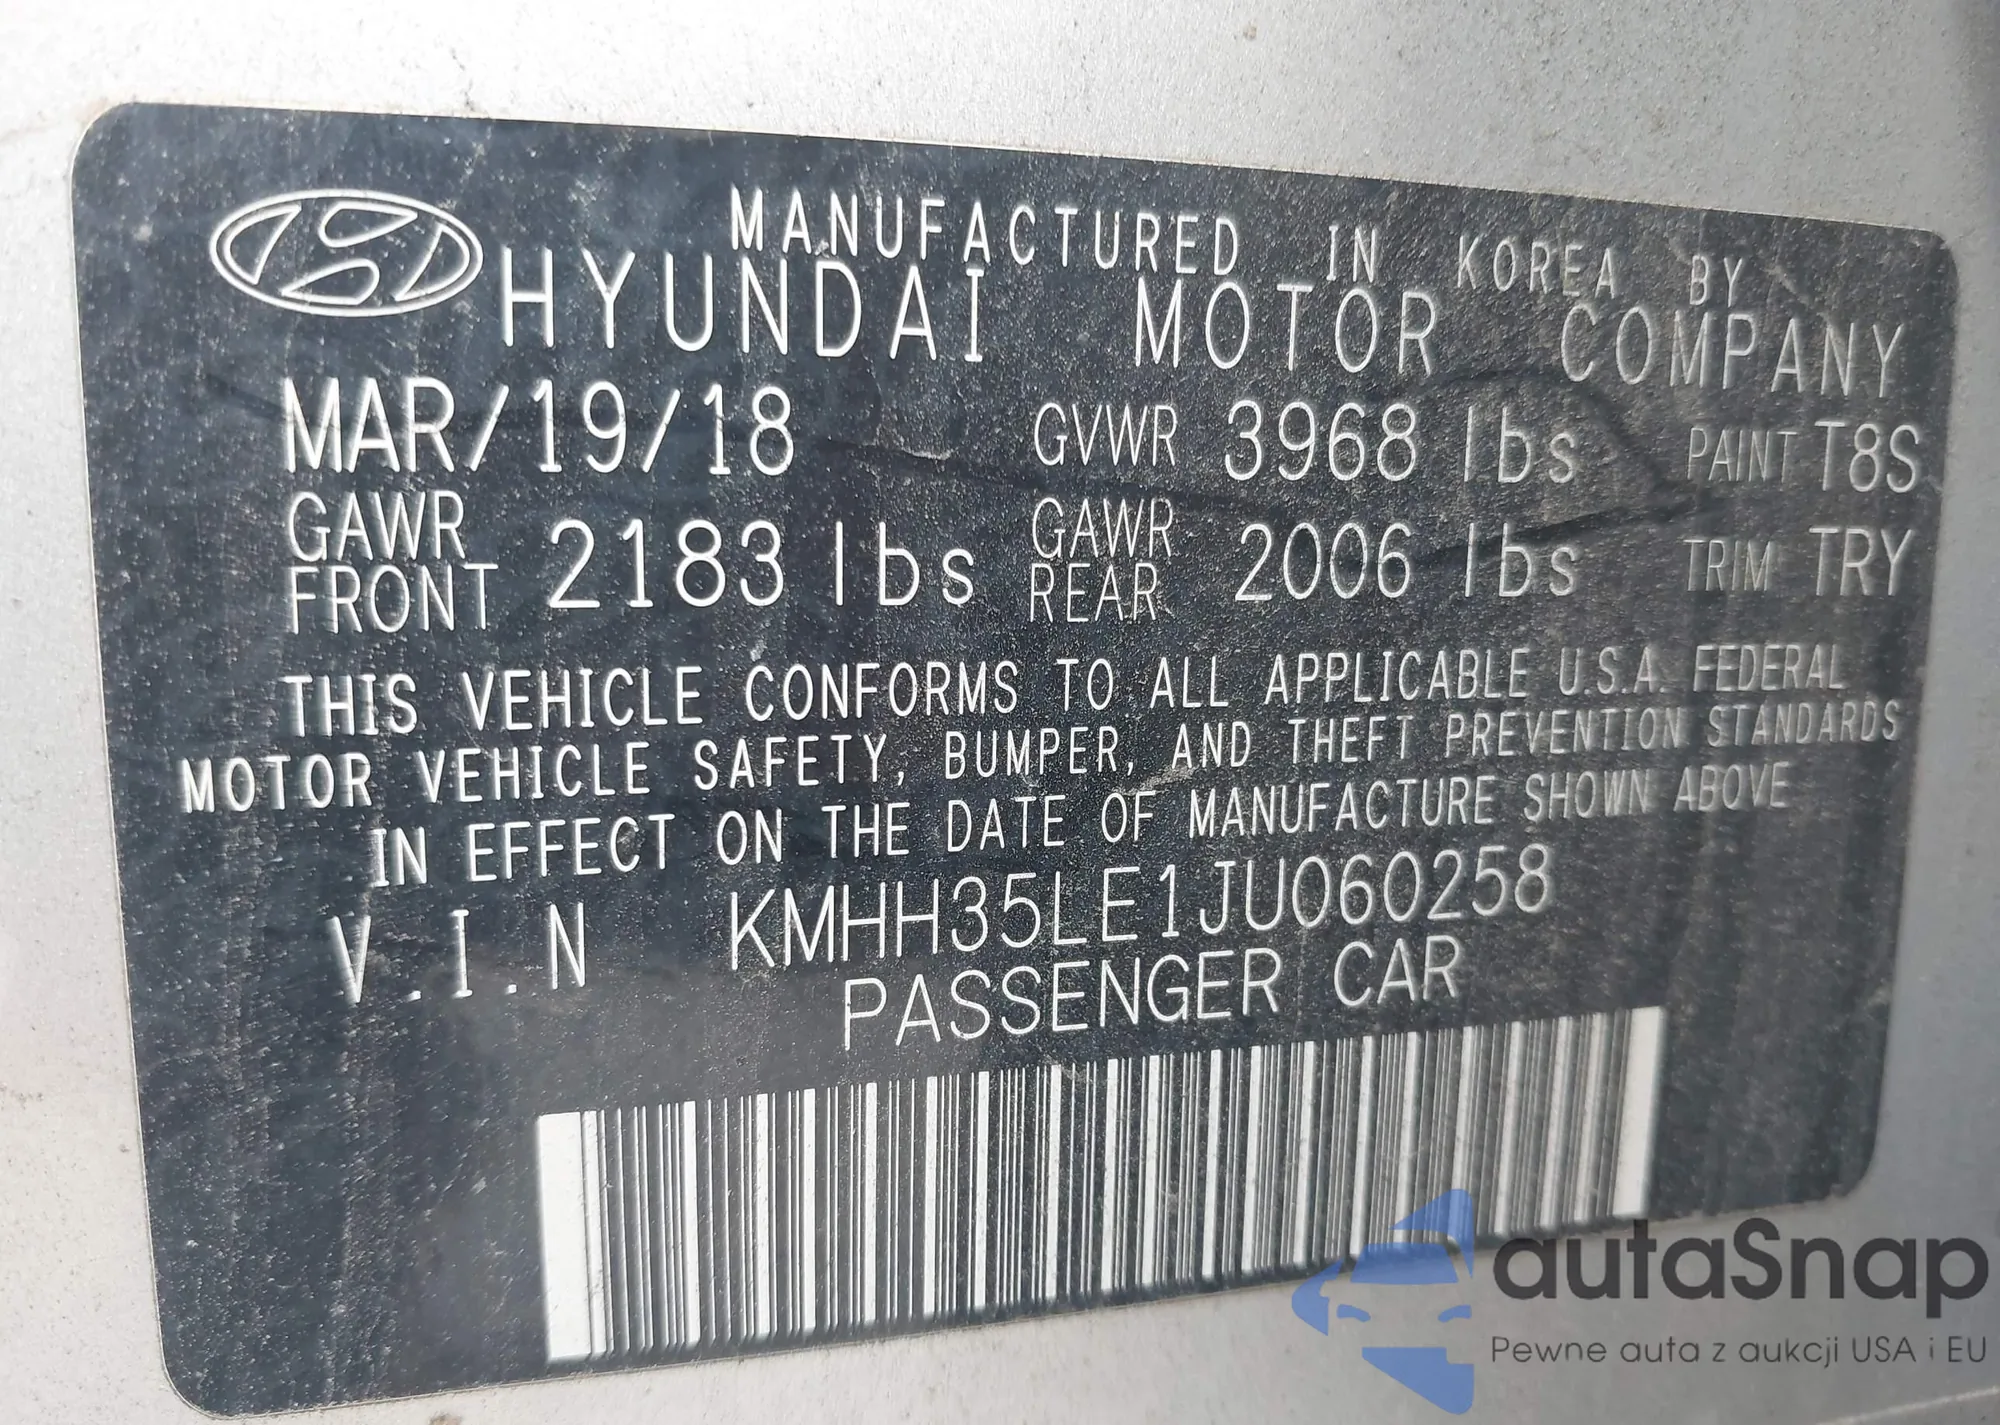 MANUFACTURED IN KOREA BY
HYUNDAI MOTOR COMPANY
MAR/19/18 GVWR 3968 lbs PAINT T8S
GAWR FRONT 2183 lbs GAWR REAR 2006 lbs TRIM TRY
THIS VEHICLE CONFORMS TO ALL APPLICABLE U.S.A. FEDERAL
MOTOR VEHICLE SAFETY, BUMPER, AND THEFT PREVENTION STANDARDS
IN EFFECT ON THE DATE OF MANUFACTURE SHOWN ABOVE
V.I.N KMHH35LE1JU060258
PASSENGER CAR
autaSnap
Pewne auta z aukcji USA i EU